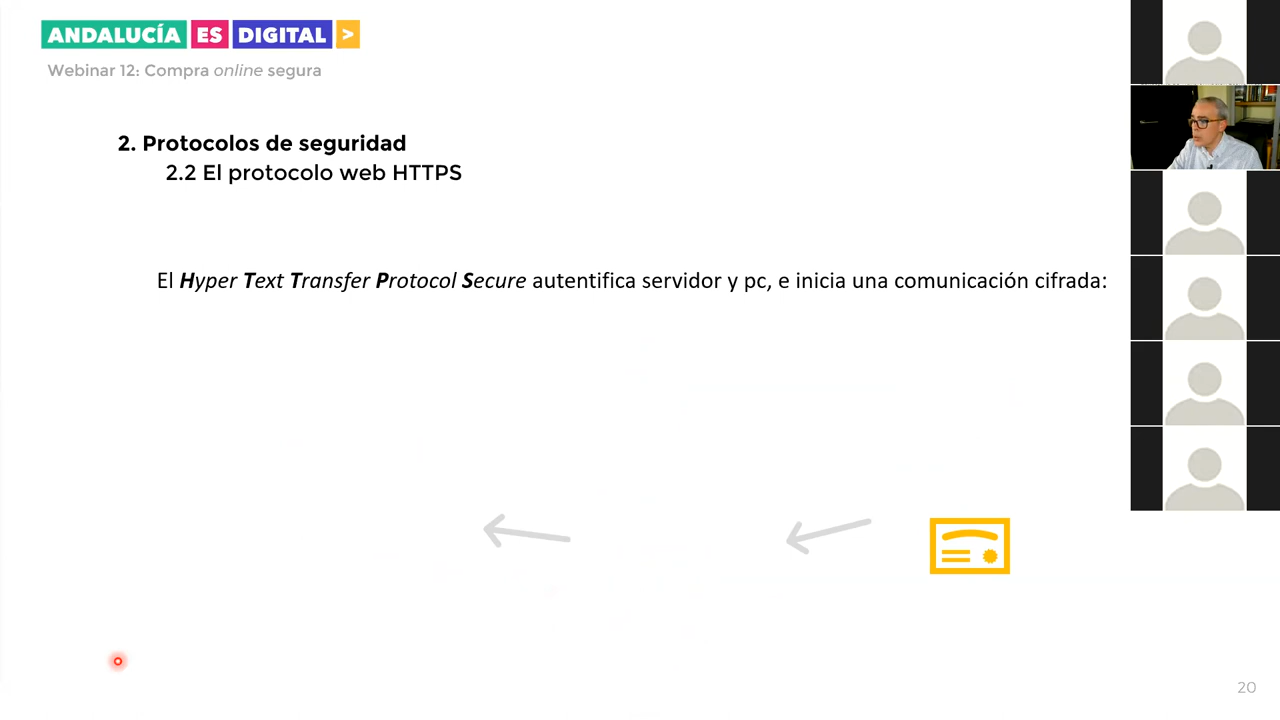 ANDALUCÍA ES DIGITAL >
Webinar 12: Compra online segura
2. Protocolos de seguridad
2.2 El protocolo web HTTPS
El Hyper Text Transfer Protocol Secure autentifica servidor y pc, e inicia una comunicación cifrada:
20